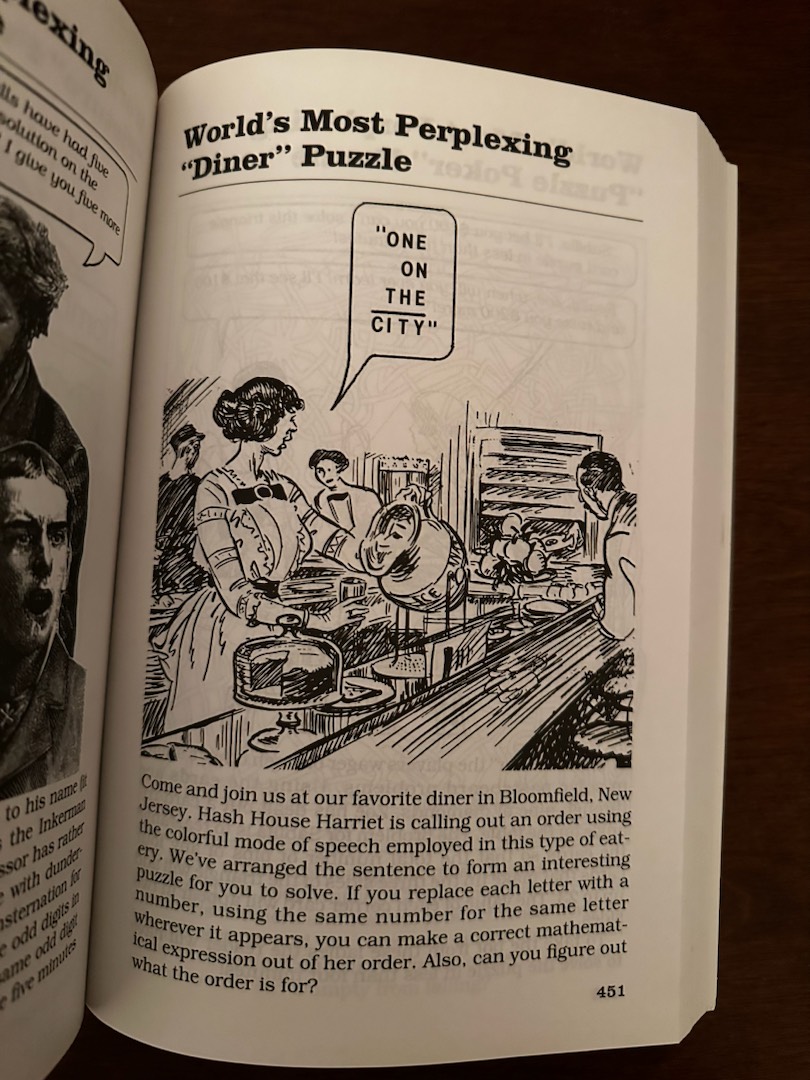 lexing
ils have had five
solution on the
I give you five more
to his name fit
s the Inkerman
ssor has rather
e with dunder-
nsternation for
e odd digits in
same odd digit
e five minutes
World's Most Perplexing
"Diner" Puzzle
"ONE
ON
THE
CITY"
Come and join us at our favorite diner in Bloomfield, New
Jersey. Hash House Harriet is calling out an order using
the colorful mode of speech employed in this type of eat-
ery. We've arranged the sentence to form an interesting
puzzle for you to solve. If you replace each letter with a
number, using the same number for the same letter
wherever it appears, you can make a correct mathemat-
ical expression out of her order. Also, can you figure out
what the order is for?
451